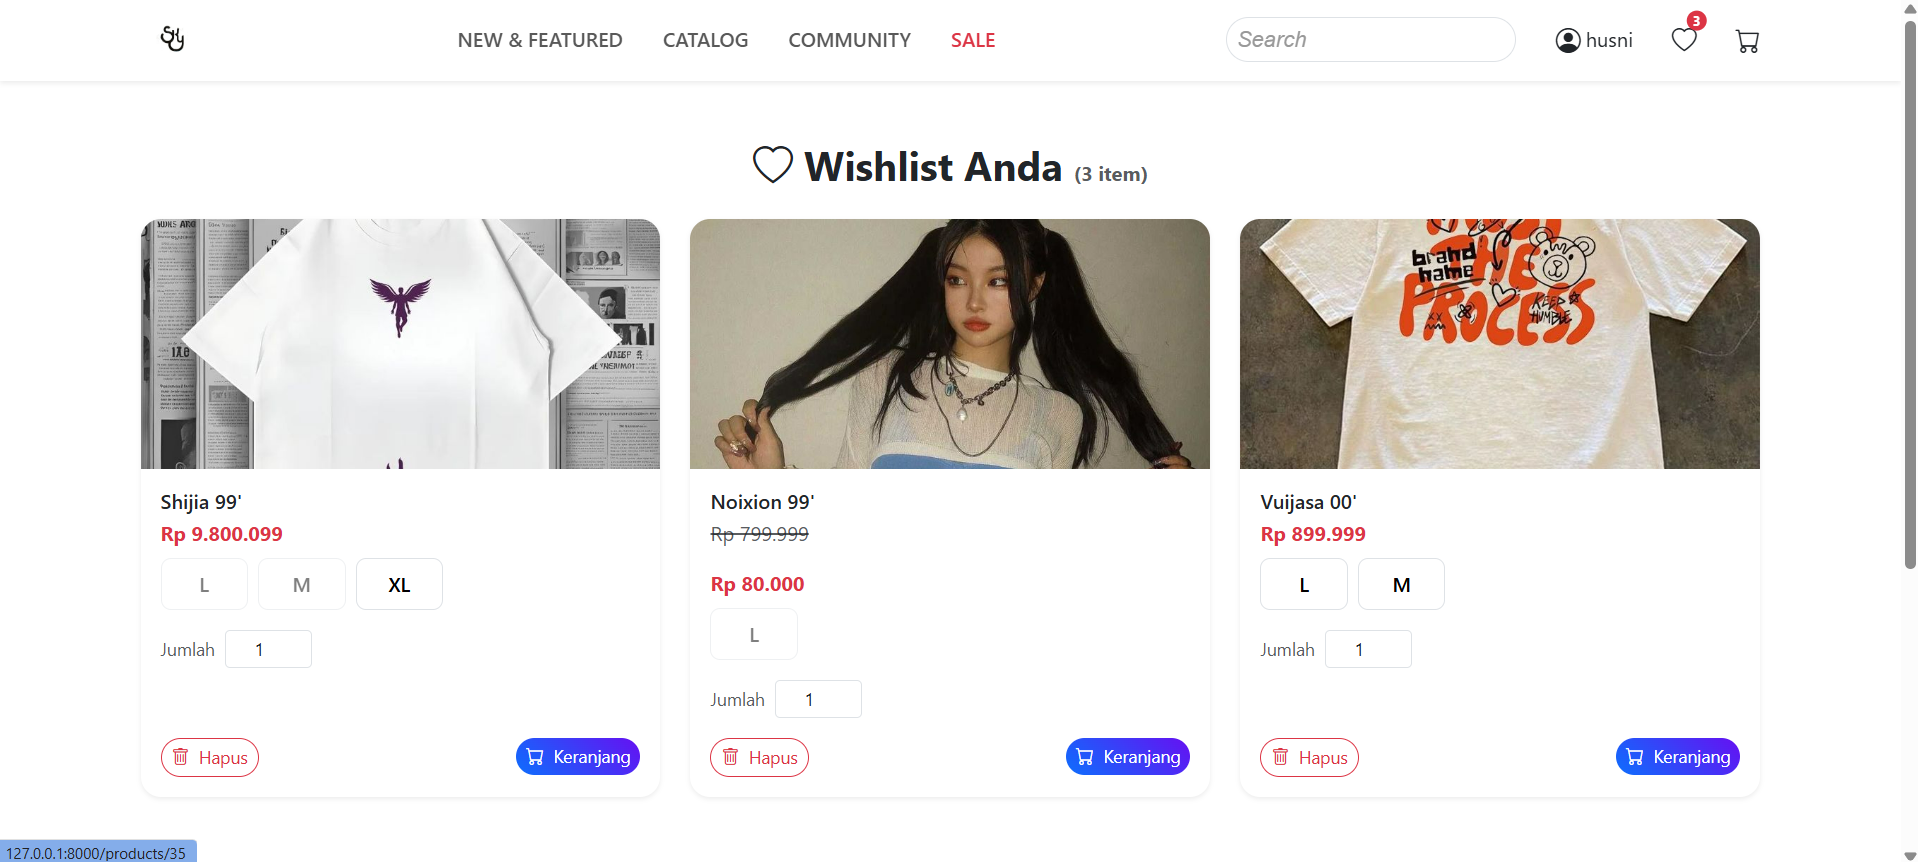 SHY
NEW & FEATURED
CATALOG
COMMUNITY
SALE
Search
husni
3
Wishlist Anda (3 item)
brand
name
THE
PROCESS
KEEP
HUMBLE
Shijia 99'
Rp 9.800.099
L M XL
Jumlah 1
Hapus
Keranjang
Noixion 99'
Rp 799.999
Rp 80.000
L
Jumlah 1
Hapus
Keranjang
Vuijasa 00'
Rp 899.999
L M
Jumlah 1
Hapus
Keranjang
127.0.0.1:8000/products/35